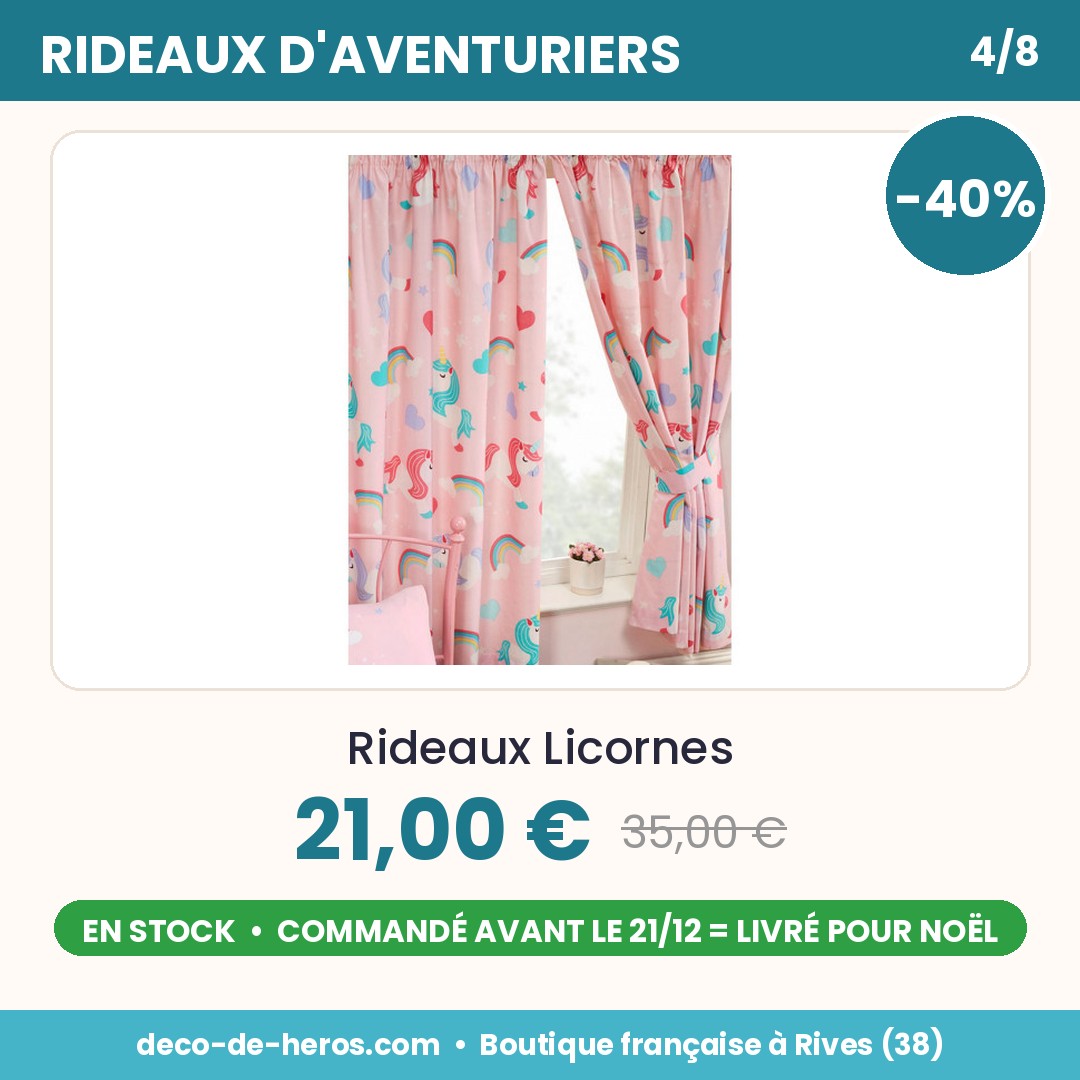 RIDEAUX D'AVENTURIERS
4/8
-40%
Rideaux Licornes
21,00 € 35,00 €
EN STOCK • COMMANDÉ AVANT LE 21/12 = LIVRÉ POUR NOËL
deco-de-heros.com • Boutique française à Rives (38)